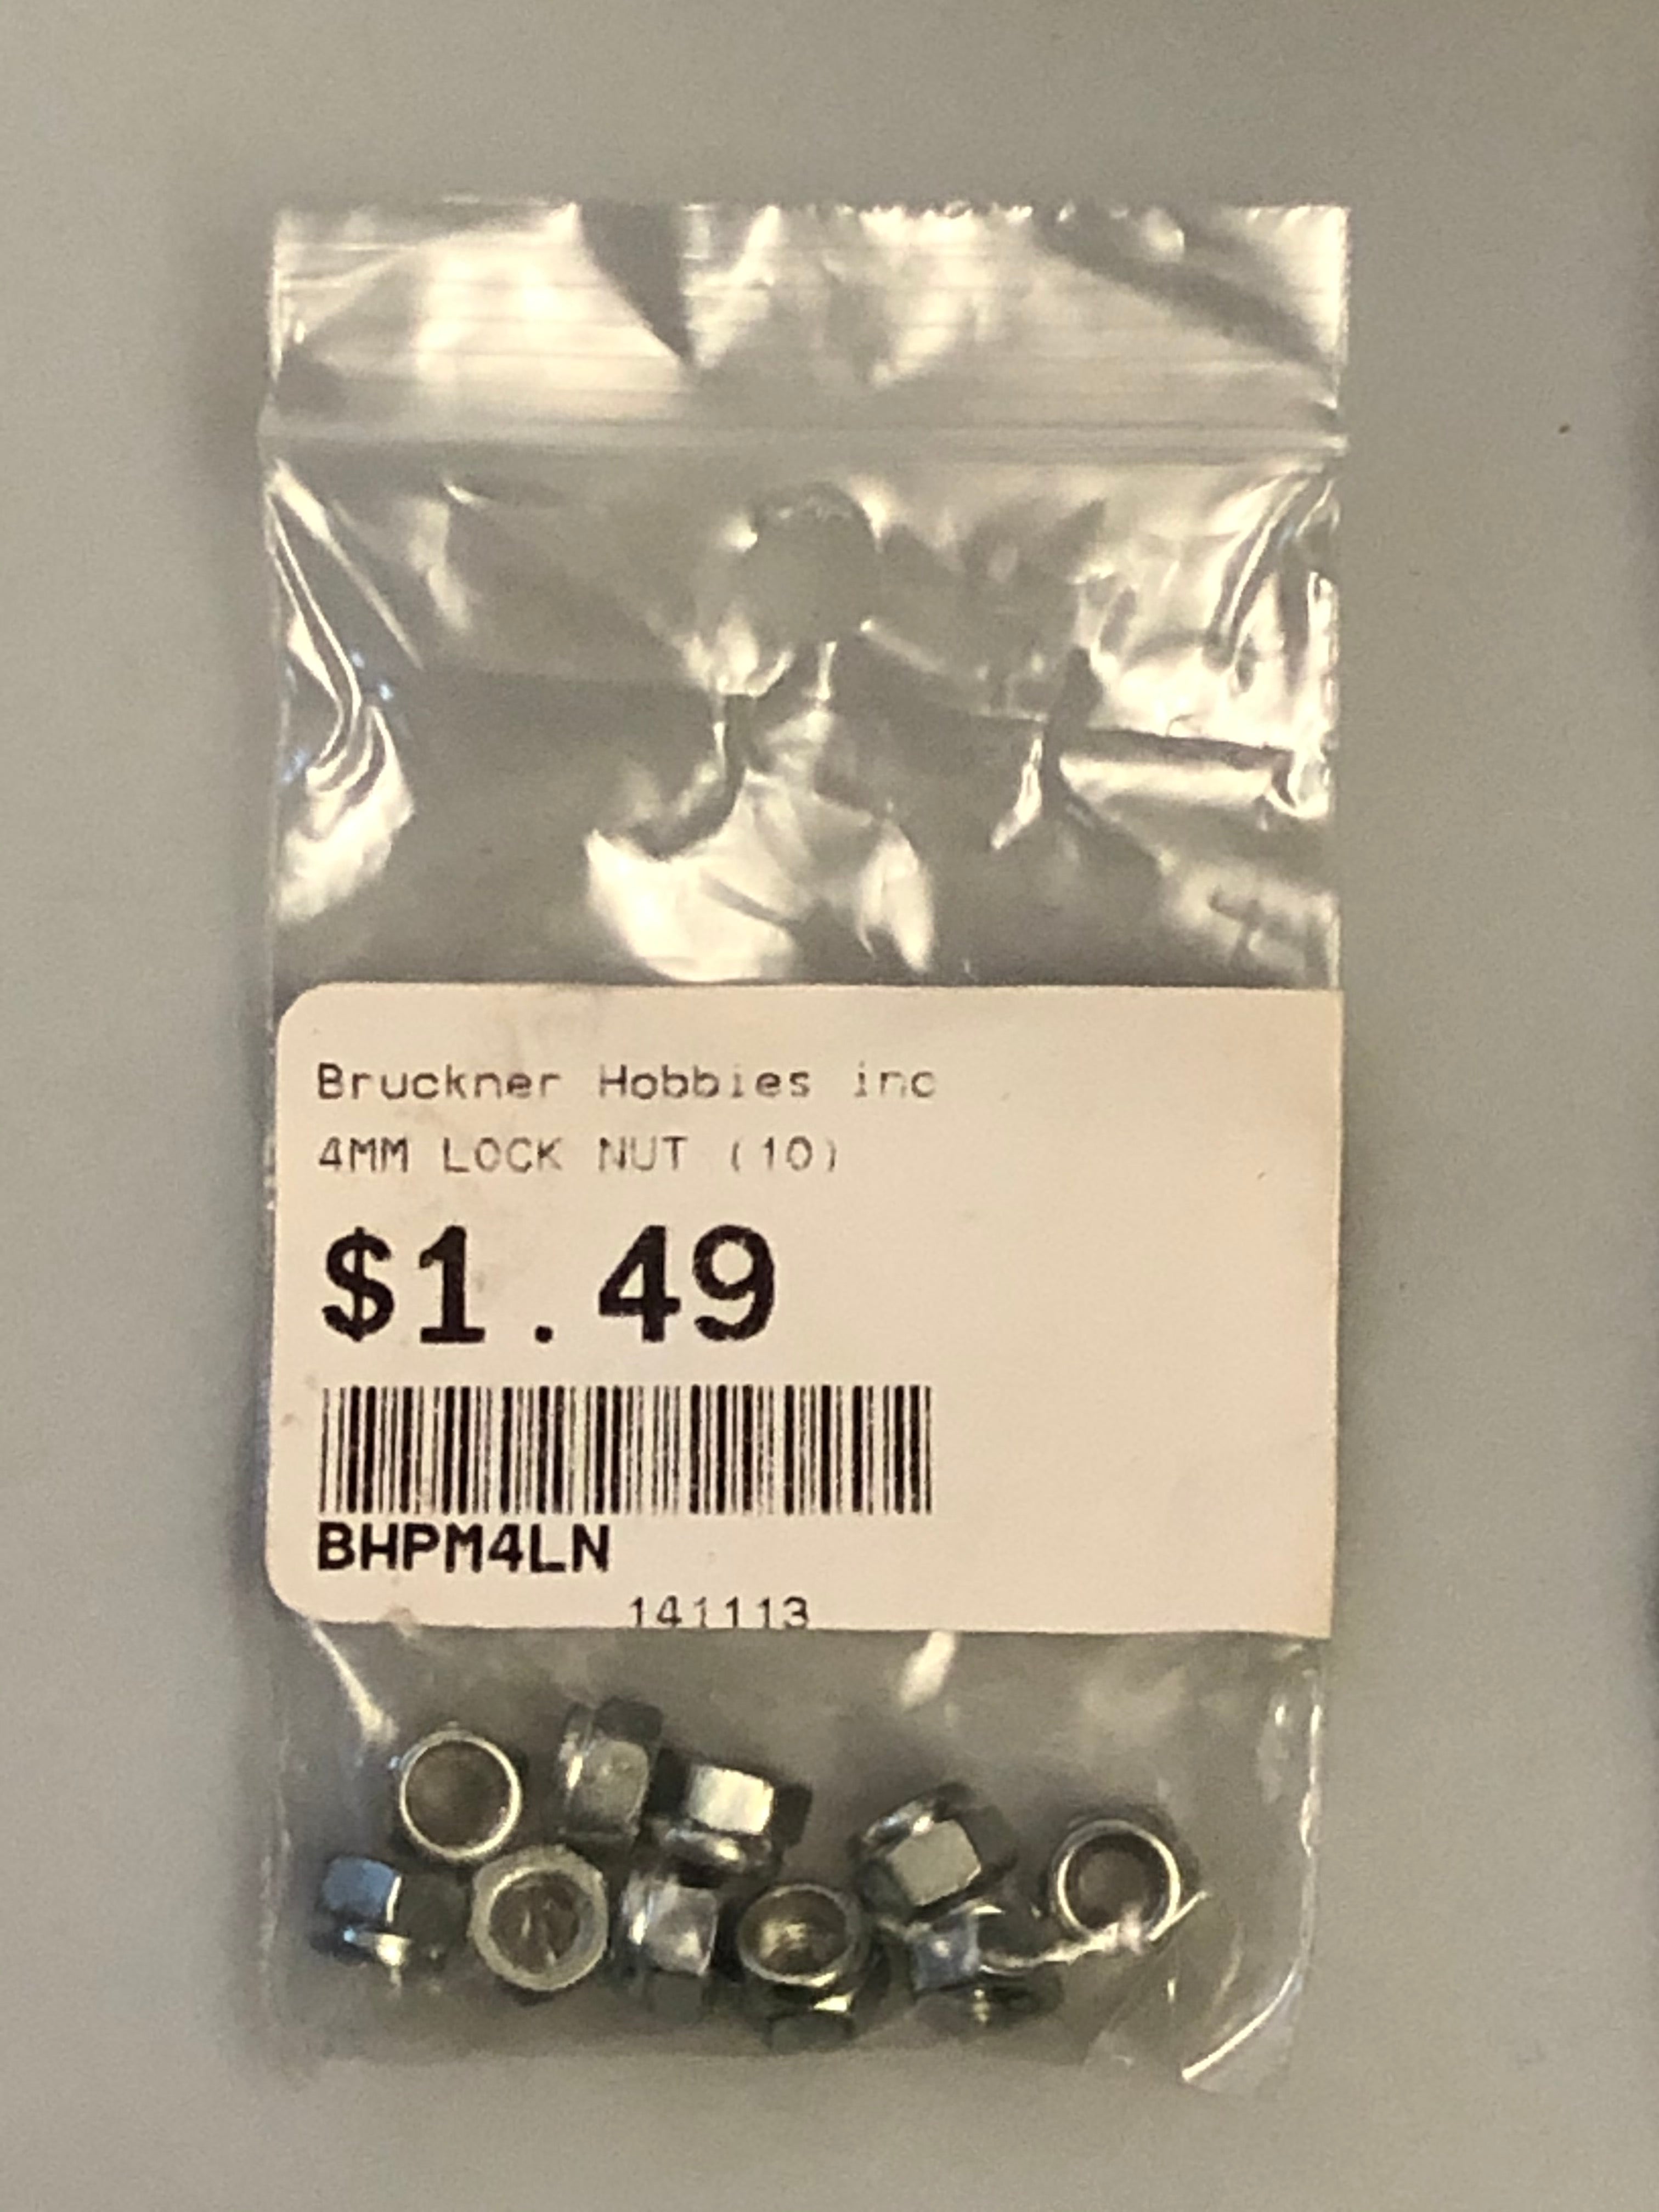 Bruckner Hobbies inc
4MM LOCK NUT (10)
$1.49
BHPM4LN
141113